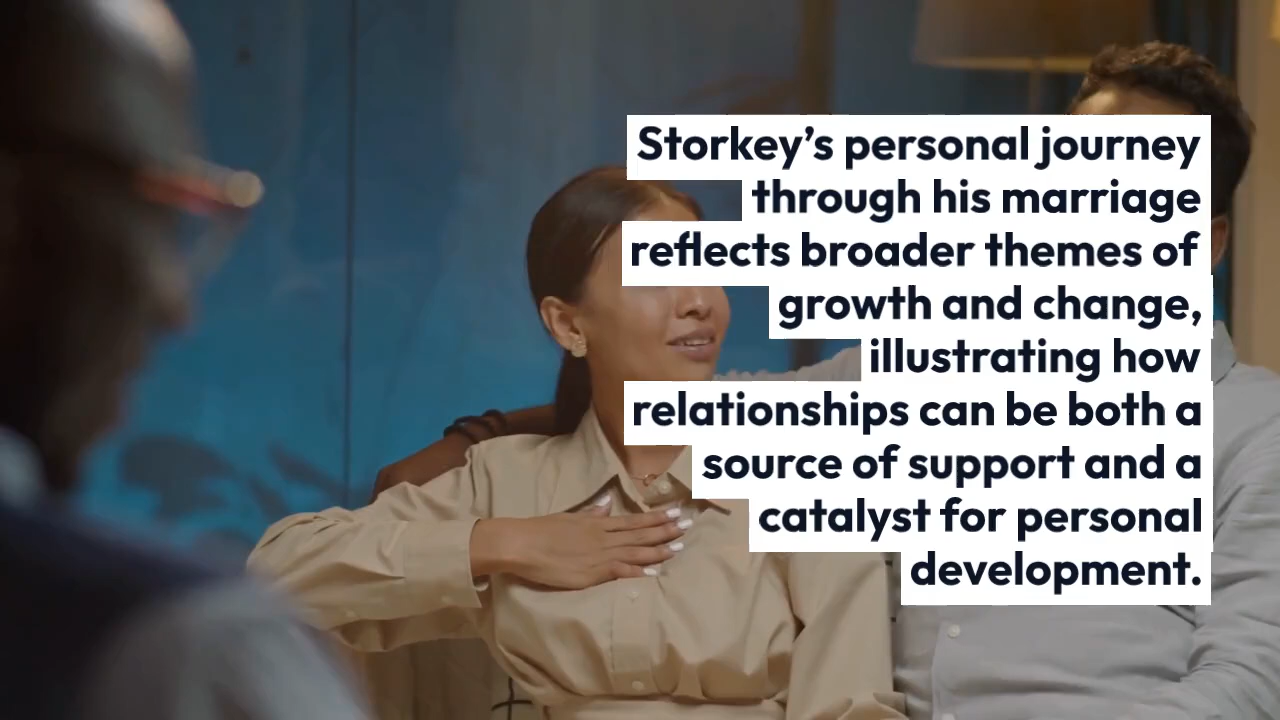 Storkey’s personal journey
through his marriage
reflects broader themes of
growth and change,
illustrating how
relationships can be both a
source of support and a
catalyst for personal
development.